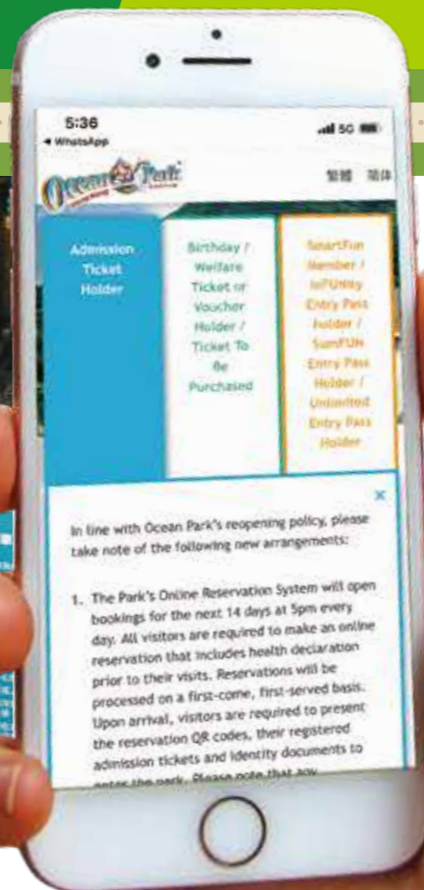 5:36
5G
WhatsApp
Ocean Park
繁體 简体
Admission
Ticket
Holder
Birthday /
Welfare
Ticket or
Voucher
Holder /
Ticket To
Be
Purchased
SmartFun
Member /
Entry Pass
Holder /
SumFUN
Entry Pass
Holder /
Unlimited
Entry Pass
Holder
×
In line with Ocean Park's reopening policy, please
take note of the following new arrangements:
1. The Park's Online Reservation System will open
bookings for the next 14 days at 5pm every
day. All visitors are required to make an online
reservation that includes health declaration
prior to their visits. Reservations will be
processed on a first-come, first-served basis.
Upon arrival, visitors are required to present
the reservation QR codes, their registered
admission tickets and identity documents to
enter the park. Please note that any